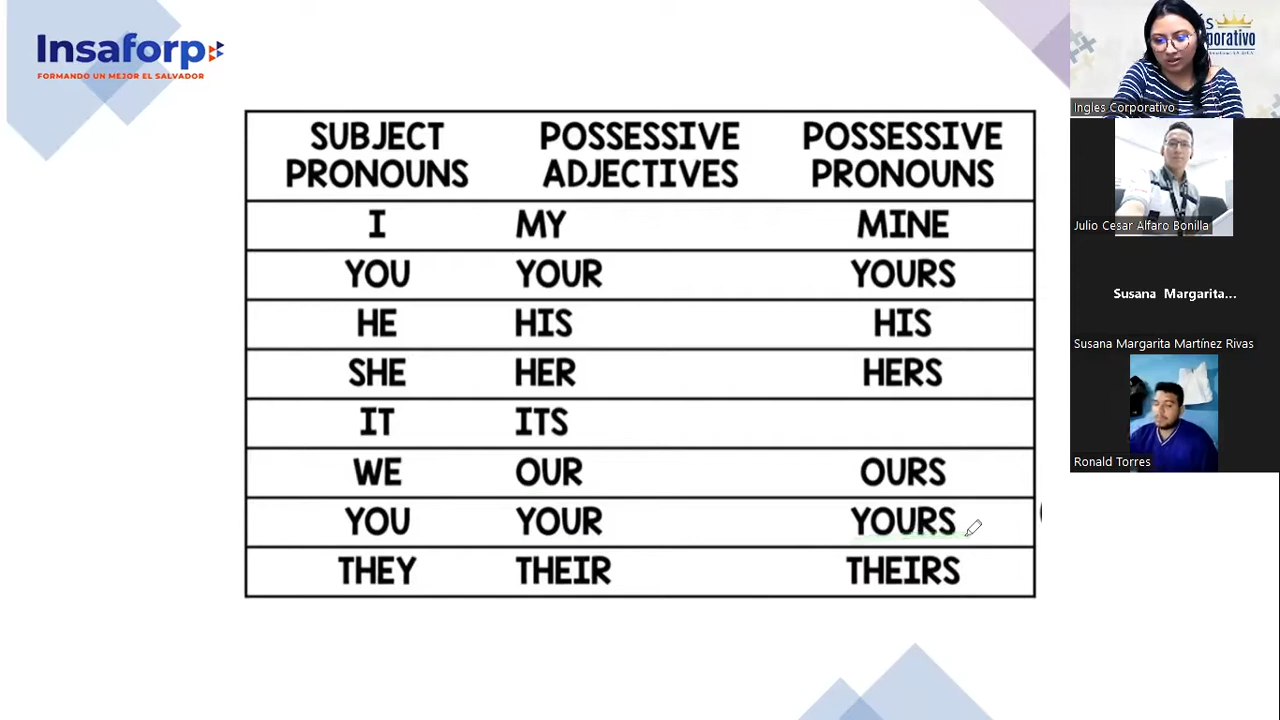 Insaforp
FORMANDO UN MEJOR EL SALVADOR
SUBJECT PRONOUNS
POSSESSIVE ADJECTIVES
POSSESSIVE PRONOUNS
I MY MINE
YOU YOUR YOURS
HE HIS HIS
SHE HER HERS
IT ITS
WE OUR OURS
YOU YOUR YOURS
THEY THEIR THEIRS
Ingles Corporativo
Julio Cesar Alfaro Bonilla
Susana Margarita...
Susana Margarita Martínez Rivas
Ronald Torres